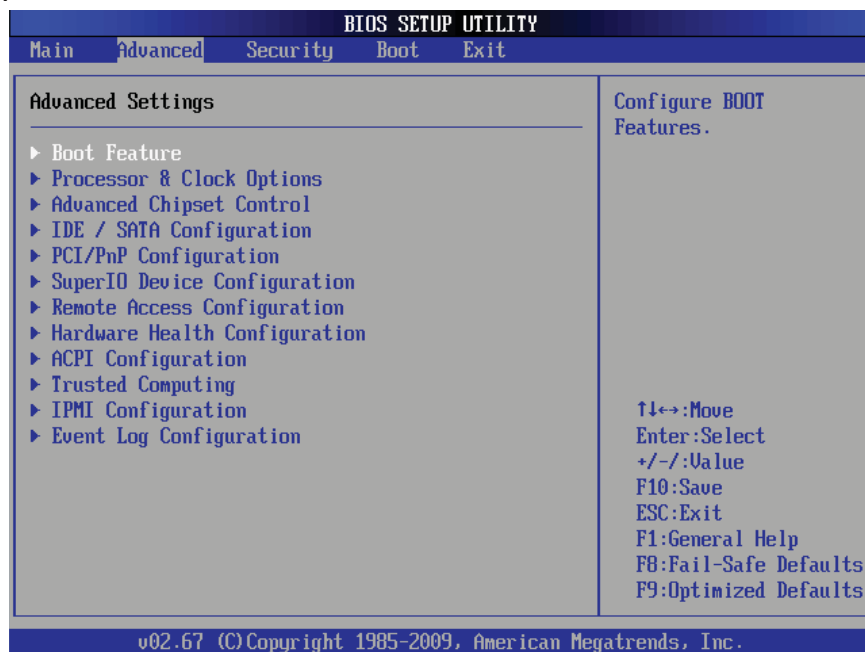 BIOS SETUP UTILITY
Main Advanced Security Boot Exit
Advanced Settings
▶ Boot Feature
▶ Processor & Clock Options
▶ Advanced Chipset Control
▶ IDE / SATA Configuration
▶ PCI/PnP Configuration
▶ SuperIO Device Configuration
▶ Remote Access Configuration
▶ Hardware Health Configuration
▶ ACPI Configuration
▶ Trusted Computing
▶ IPMI Configuration
▶ Event Log Configuration
Configure BOOT
Features.
↑↓←→:Move
Enter:Select
+/-/:Value
F10:Save
ESC:Exit
F1:General Help
F8:Fail-Safe Defaults
F9:Optimized Defaults
v02.67 (C)Copyright 1985-2009, American Megatrends, Inc.